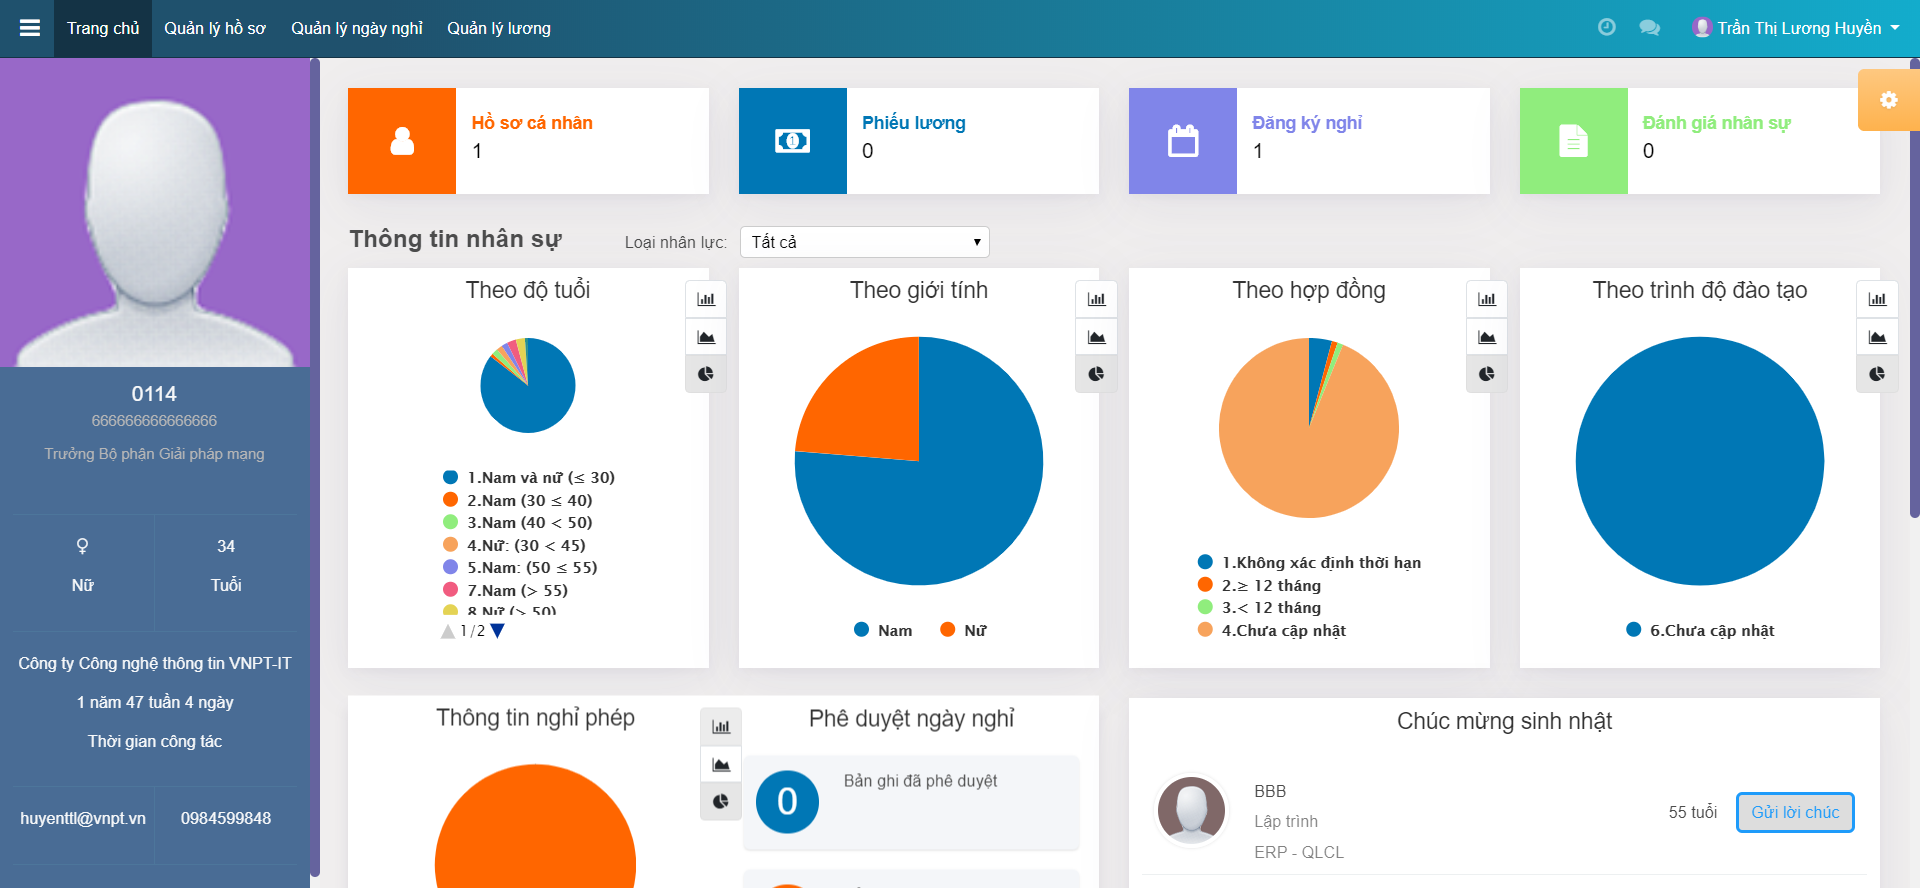 Trang chủ Quản lý hồ sơ Quản lý ngày nghỉ Quản lý lương Trần Thị Lương Huyền
Hồ sơ cá nhân
1
Phiếu lương
0
Đăng ký nghỉ
1
Đánh giá nhân sự
0
0114
666666666666666
Trưởng Bộ phận Giải pháp mạng
34
Nữ
Tuổi
Công ty Công nghệ thông tin VNPT-IT
1 năm 47 tuần 4 ngày
Thời gian công tác
huyenttl@vnpt.vn
0984599848
Thông tin nhân sự
Loại nhân lực: Tất cả
Theo độ tuổi
1.Nam và nữ (≤ 30)
2.Nam (30 ≤ 40)
3.Nam (40 < 50)
4.Nữ: (30 < 45)
5.Nam: (50 ≤ 55)
7.Nam (> 55)
8.Nữ (> 50)
1/2
Theo giới tính
Nam Nữ
Theo hợp đồng
1.Không xác định thời hạn
2.≥ 12 tháng
3.< 12 tháng
4.Chưa cập nhật
Theo trình độ đào tạo
6.Chưa cập nhật
Thông tin nghỉ phép
Phê duyệt ngày nghỉ
0
Bản ghi đã phê duyệt
Chúc mừng sinh nhật
BBB
Lập trình
ERP - QLCL
55 tuổi
Gửi lời chúc